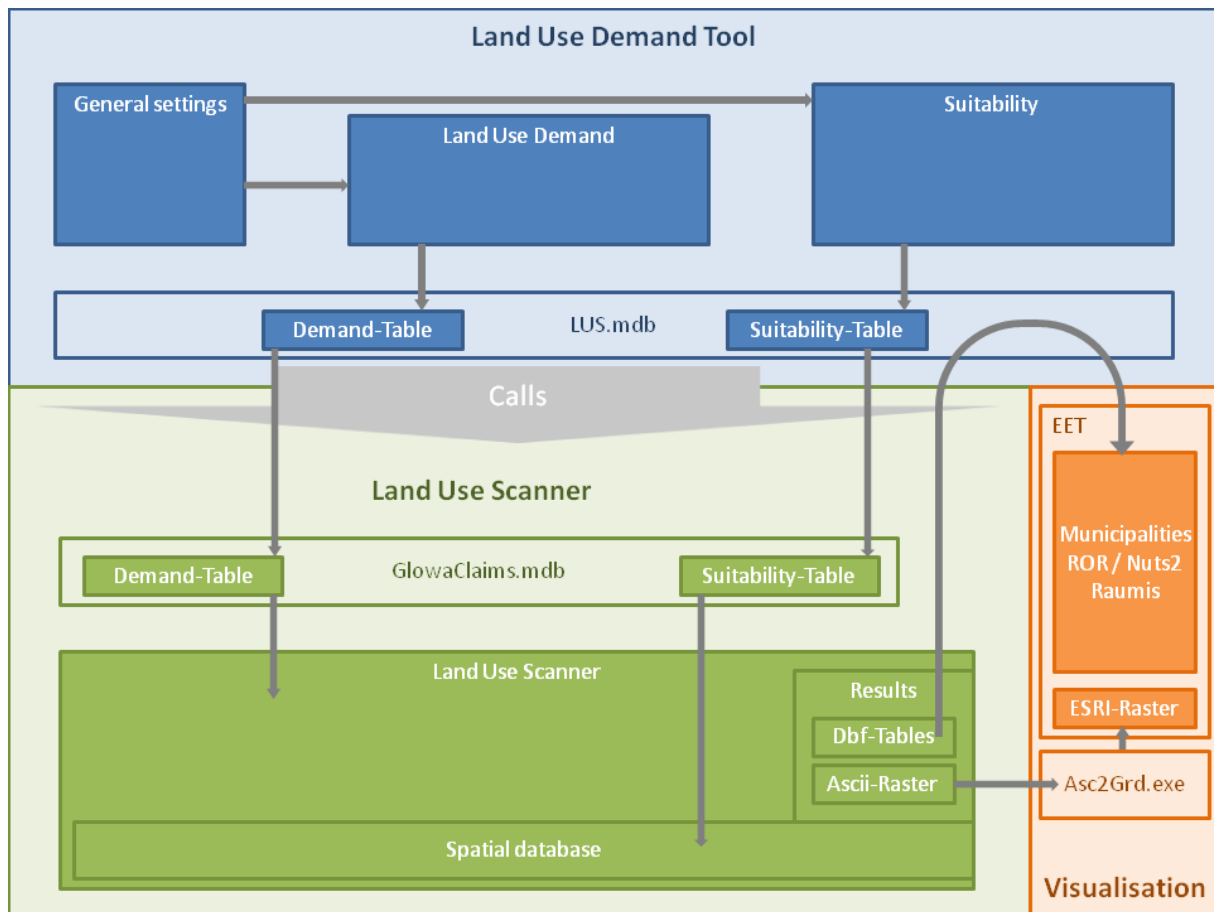 Land Use Demand Tool
General settings
Suitability
Land Use Demand
Demand-Table
LUS.mdb
Suitability-Table
Calls
EET
Land Use Scanner
Municipalities
ROR / Nuts2
Raumis
Demand-Table
GlowaClaims.mdb
Suitability-Table
Land Use Scanner
Results
ESRI-Raster
Dbf-Tables
Ascii-Raster
Asc2Grd.exe
Spatial database
Visualisation